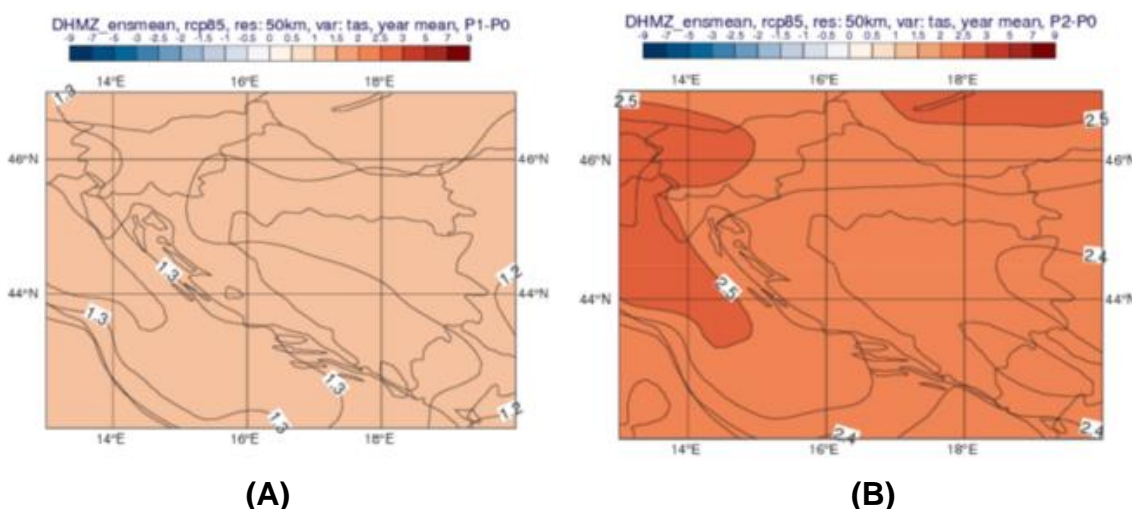 DHMZ_ensmean, rcp85, res: 50km, var: tas, year mean, P1-P0
-9 -7 -5 -3 -2.5 -2 -1.5 -1 -0.5 0 0.5 1 1.5 2 2.5 3 5 7 9
14°E 16°E 18°E
1.3
46°N 46°N
1.3 1.2
44°N 44°N
1.3
1.3
1.3 1.2
14°E 16°E 18°E
(A)
DHMZ_ensmean, rcp85, res: 50km, var: tas, year mean, P2-P0
-9 -7 -5 -3 -2.5 -2 -1.5 -1 -0.5 0 0.5 1 1.5 2 2.5 3 5 7 9
14°E 16°E 18°E
2.5 2.5
46°N 46°N
2.4
2.5
44°N 44°N
2.4 2.4
14°E 16°E 18°E
(B)